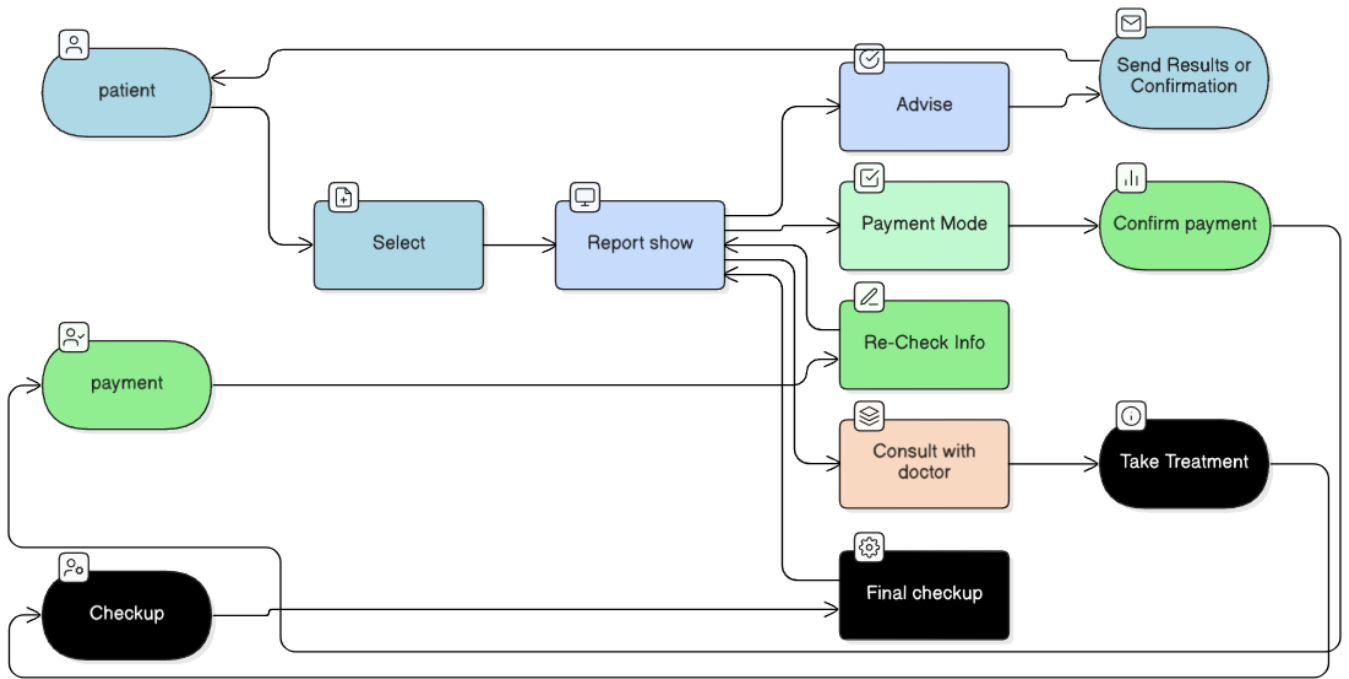 patient
Send Results or
Confirmation
Advise
Select
Report show
Payment Mode
Confirm payment
Re-Check Info
payment
Consult with
doctor
Take Treatment
Checkup
Final checkup